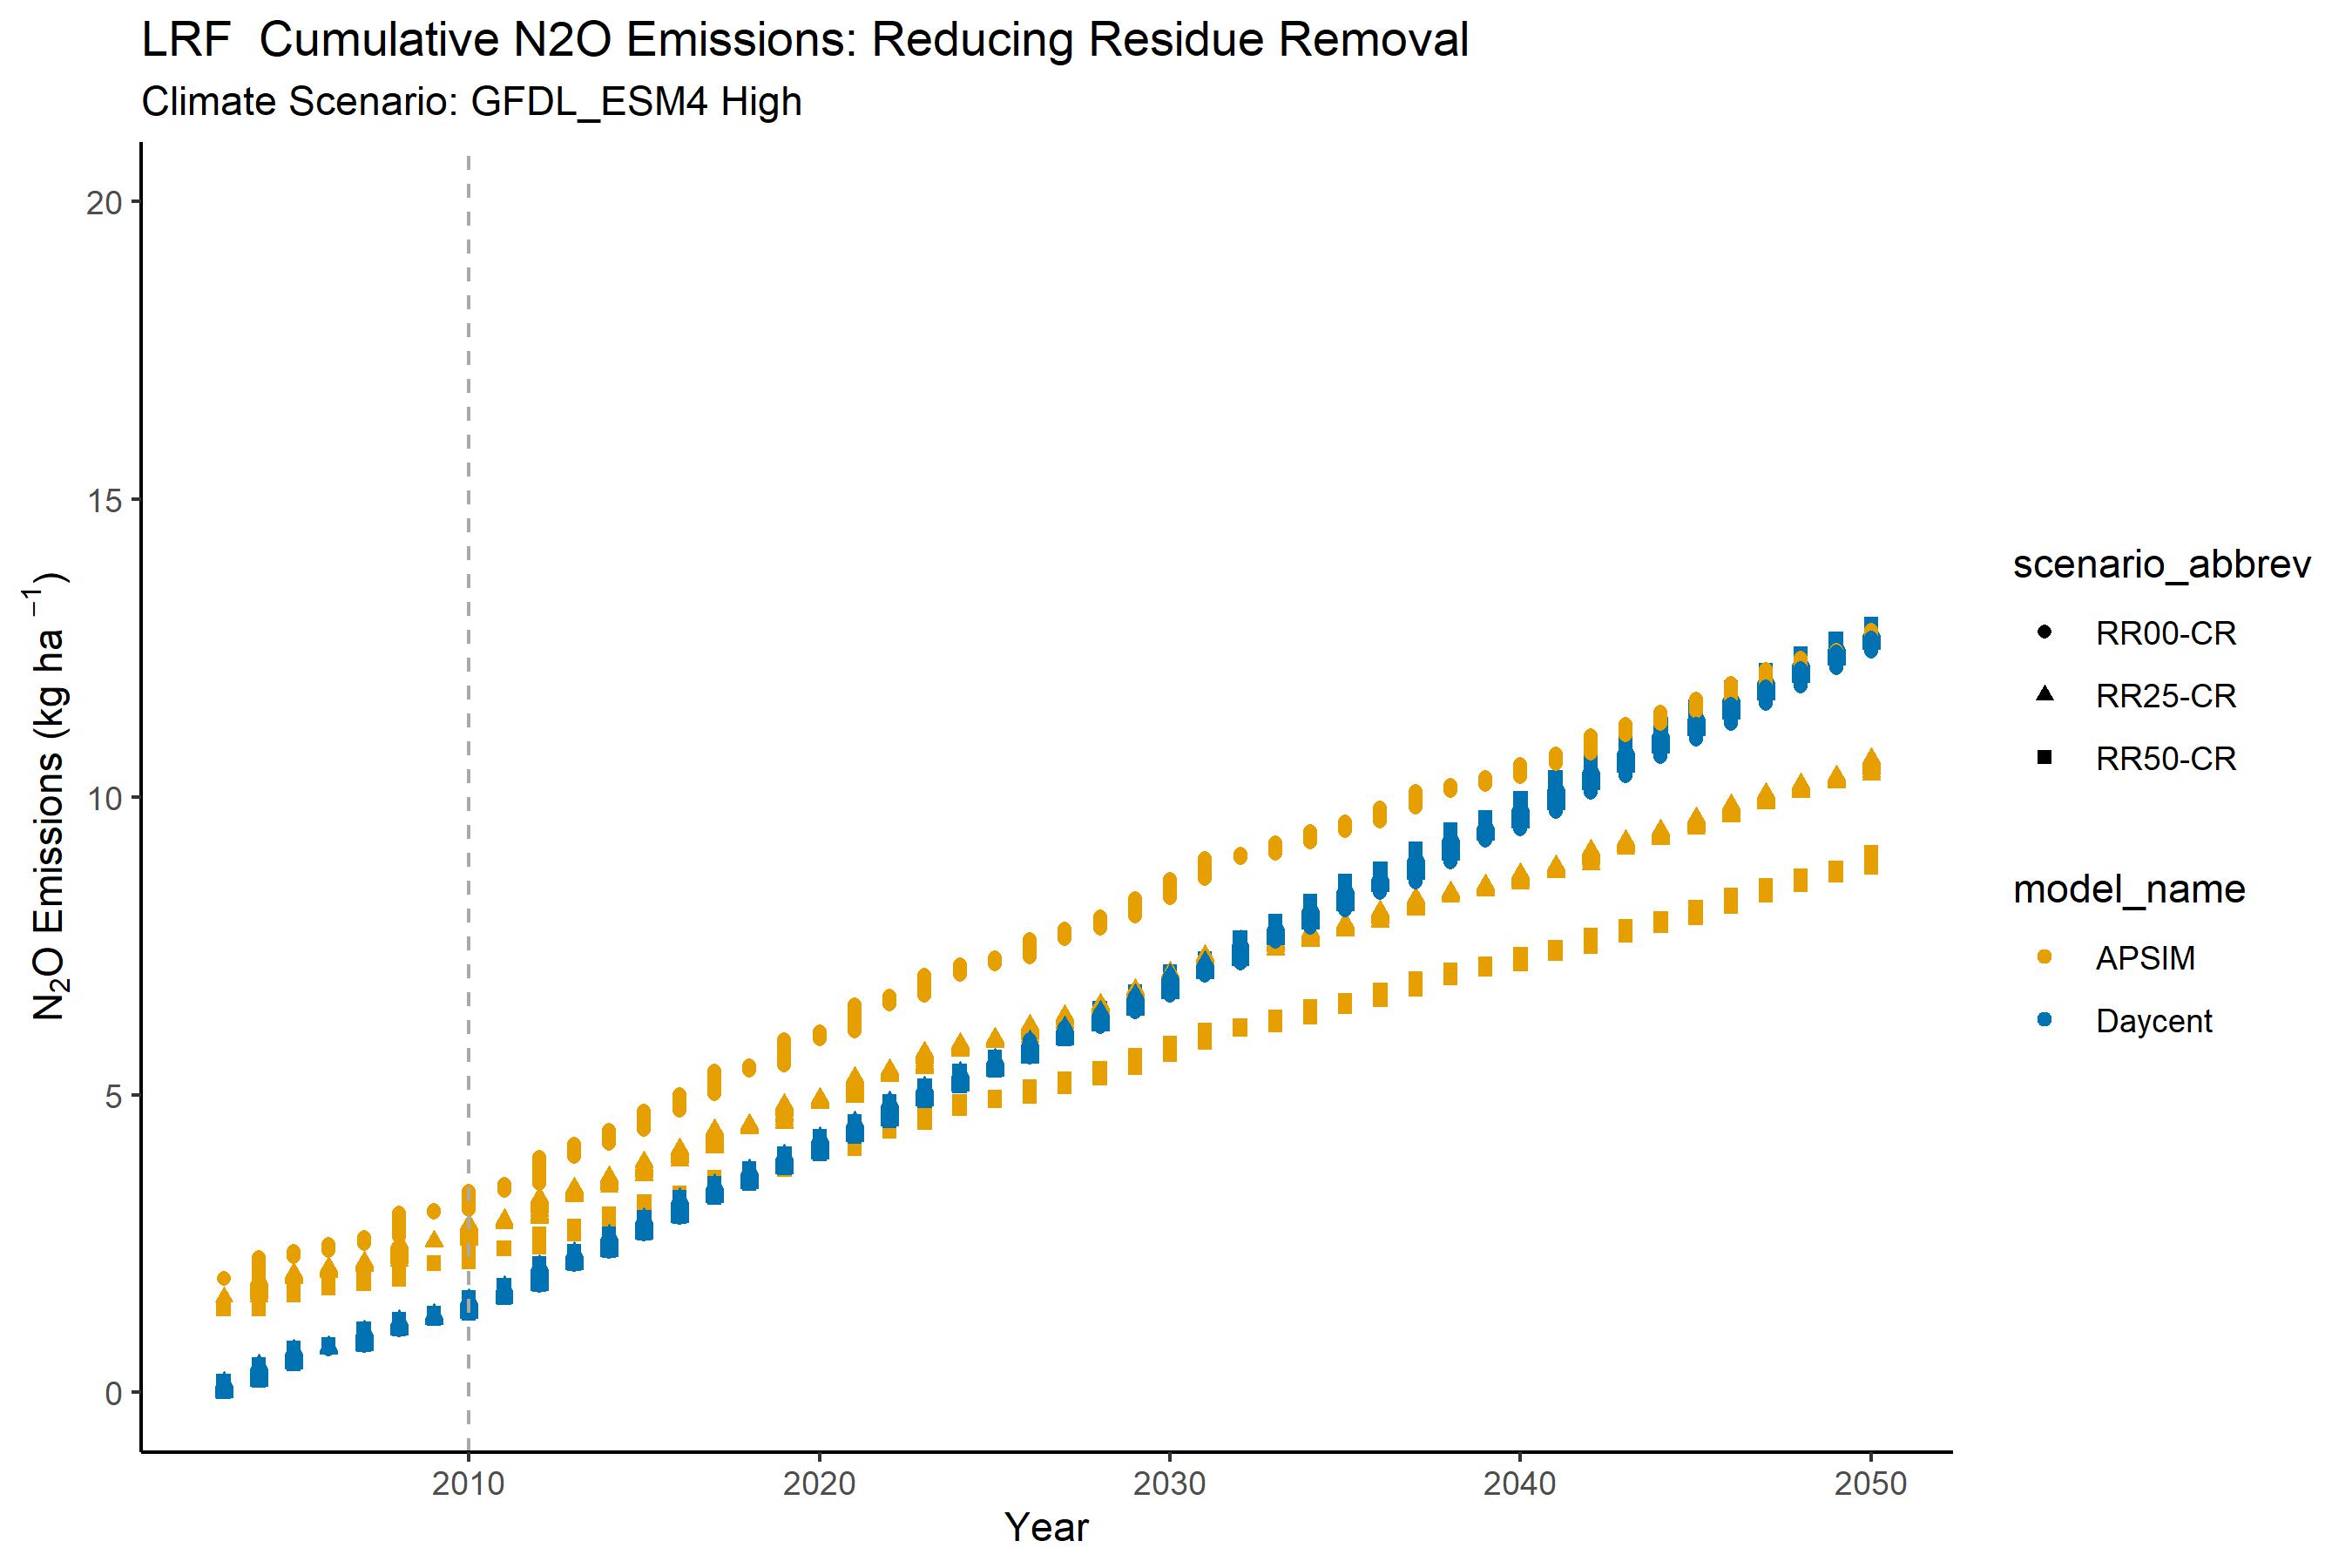 LRF  Cumulative N2O Emissions: Reducing Residue Removal
Climate Scenario: GFDL_ESM4 High
N₂O Emissions (kg ha ⁻¹)
20
15
10
5
0
2010
2020
2030
2040
2050
Year
scenario_abbrev
RR00-CR
RR25-CR
RR50-CR
model_name
APSIM
Daycent